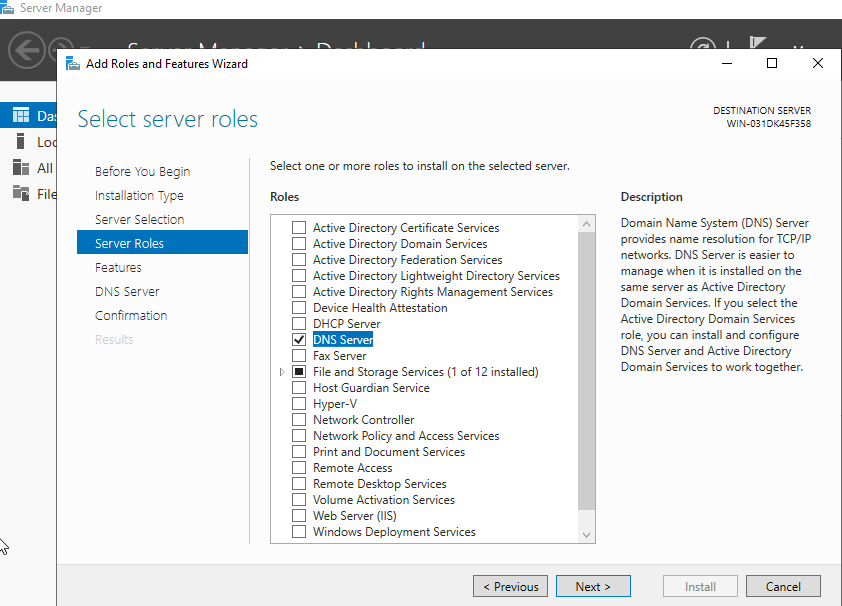 Server Manager
Add Roles and Features Wizard
Select server roles
DESTINATION SERVER
WIN-031DK45F358
Before You Begin
Installation Type
Server Selection
Server Roles
Features
DNS Server
Confirmation
Results
Select one or more roles to install on the selected server.
Roles
Active Directory Certificate Services
Active Directory Domain Services
Active Directory Federation Services
Active Directory Lightweight Directory Services
Active Directory Rights Management Services
Device Health Attestation
DHCP Server
DNS Server
Fax Server
File and Storage Services (1 of 12 installed)
Host Guardian Service
Hyper-V
Network Controller
Network Policy and Access Services
Print and Document Services
Remote Access
Remote Desktop Services
Volume Activation Services
Web Server (IIS)
Windows Deployment Services
Description
Domain Name System (DNS) Server
provides name resolution for TCP/IP
networks. DNS Server is easier to
manage when it is installed on the
same server as Active Directory
Domain Services. If you select the
Active Directory Domain Services
role, you can install and configure
DNS Server and Active Directory
Domain Services to work together.
< Previous
Next >
Install
Cancel
All